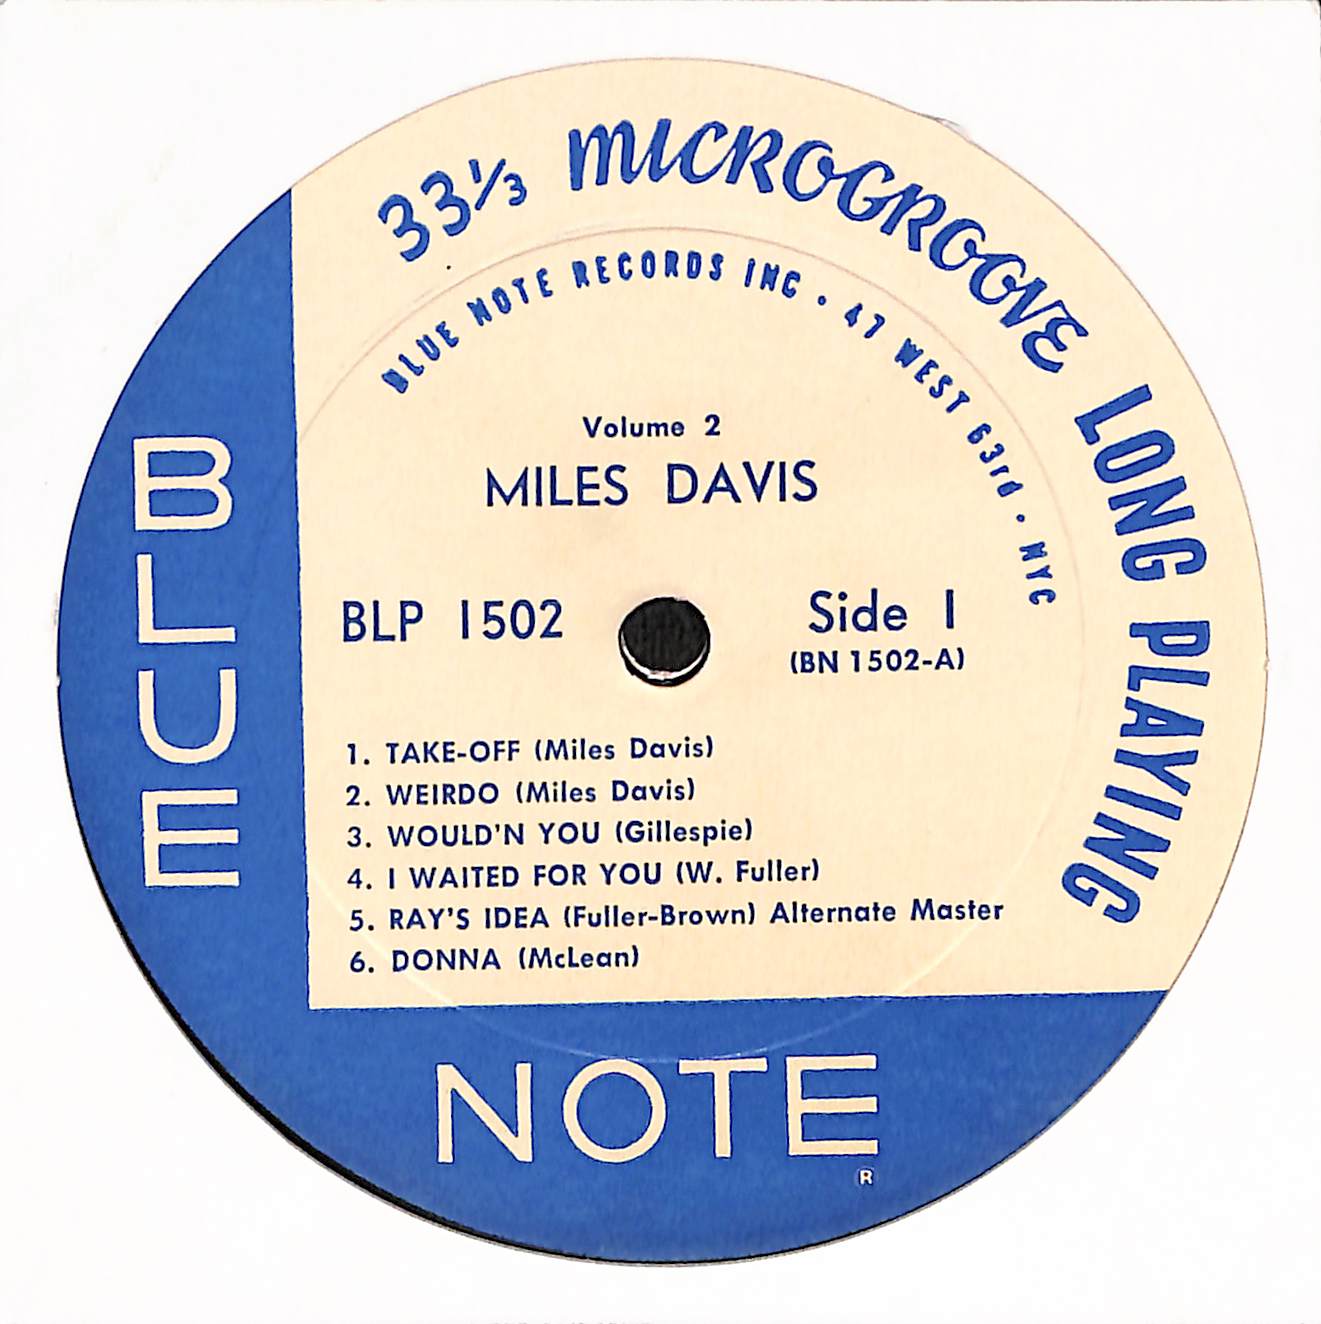 33⅓ MICROGROOVE LONG PLAYING
BLUE NOTE RECORDS INC • 47 WEST 63rd • NYC
Volume 2
MILES DAVIS
BLP 1502
Side 1
(BN 1502-A)
1. TAKE-OFF (Miles Davis)
2. WEIRDO (Miles Davis)
3. WOULD'N YOU (Gillespie)
4. I WAITED FOR YOU (W. Fuller)
5. RAY'S IDEA (Fuller-Brown) Alternate Master
6. DONNA (McLean)
BLUE
NOTE
®